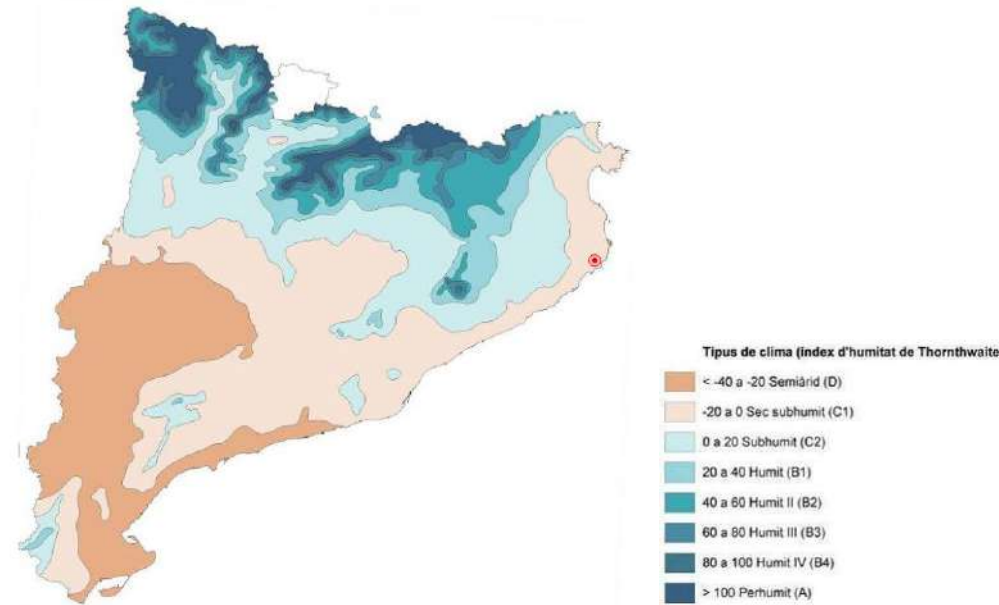 Tipus de clima (índex d'humitat de Thornthwaite
< -40 a -20 Semiàrid (D)
-20 a 0 Sec subhumit (C1)
0 a 20 Subhumit (C2)
20 a 40 Humit (B1)
40 a 60 Humit II (B2)
60 a 80 Humit III (B3)
80 a 100 Humit IV (B4)
> 100 Perhumit (A)